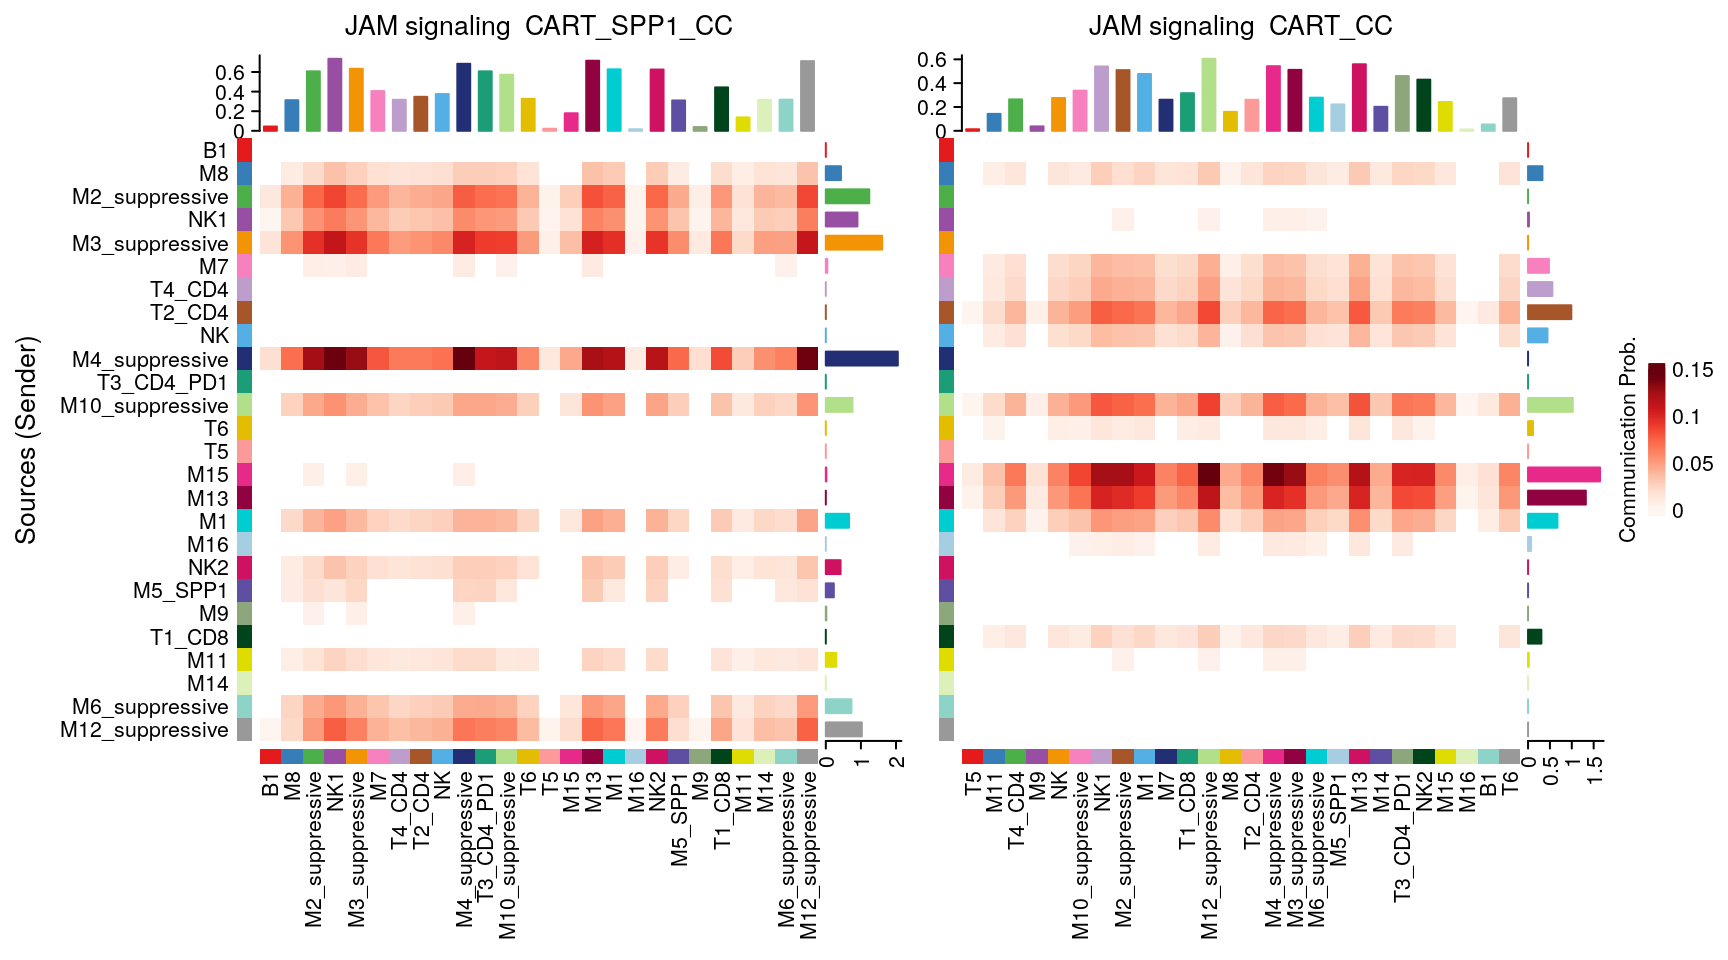 JAM signaling  CART_SPP1_CC
JAM signaling  CART_CC
0.6
0.4
0.2
0
0.6
0.4
0.2
0
Sources (Sender)
B1
M8
M2_suppressive
NK1
M3_suppressive
M7
T4_CD4
T2_CD4
NK
M4_suppressive
T3_CD4_PD1
M10_suppressive
T6
T5
M15
M13
M1
M16
NK2
M5_SPP1
M9
T1_CD8
M11
M14
M6_suppressive
M12_suppressive
B1
M8
M2_suppressive
NK1
M3_suppressive
M7
T4_CD4
T2_CD4
NK
M4_suppressive
T3_CD4_PD1
M10_suppressive
T6
T5
M15
M13
M1
M16
NK2
M5_SPP1
M9
T1_CD8
M11
M14
M6_suppressive
M12_suppressive
0
1
2
T5
M11
T4_CD4
M9
NK
M10_suppressive
NK1
M2_suppressive
M1
M7
T1_CD8
M12_suppressive
M8
T2_CD4
M4_suppressive
M3_suppressive
M6_suppressive
M5_SPP1
M13
M14
T3_CD4_PD1
NK2
M15
M16
B1
T6
0
0.5
1
1.5
Communication Prob.
0.15
0.1
0.05
0